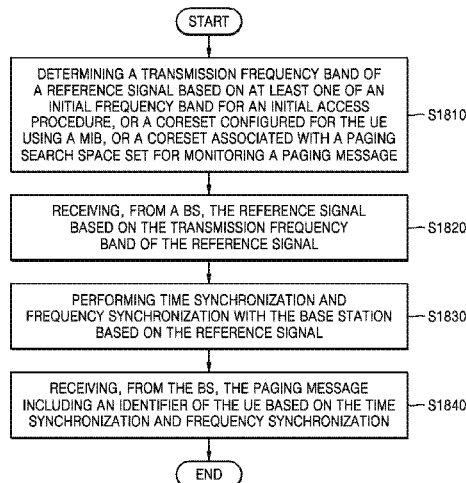 START
DETERMINING A TRANSMISSION FREQUENCY BAND OF
A REFERENCE SIGNAL BASED ON AT LEAST ONE OF AN
INITIAL FREQUENCY BAND FOR AN INITIAL ACCESS
PROCEDURE, OR A CORESET CONFIGURED FOR THE UE
USING A MIB, OR A CORESET ASSOCIATED WITH A PAGING
SEARCH SPACE SET FOR MONITORING A PAGING MESSAGE
S1810
RECEIVING, FROM A BS, THE REFERENCE SIGNAL
BASED ON THE TRANSMISSION FREQUENCY
BAND OF THE REFERENCE SIGNAL
S1820
PERFORMING TIME SYNCHRONIZATION AND
FREQUENCY SYNCHRONIZATION WITH THE BASE STATION
BASED ON THE REFERENCE SIGNAL
S1830
RECEIVING, FROM THE BS, THE PAGING MESSAGE
INCLUDING AN IDENTIFIER OF THE UE BASED ON THE TIME
SYNCHRONIZATION AND FREQUENCY SYNCHRONIZATION
S1840
END